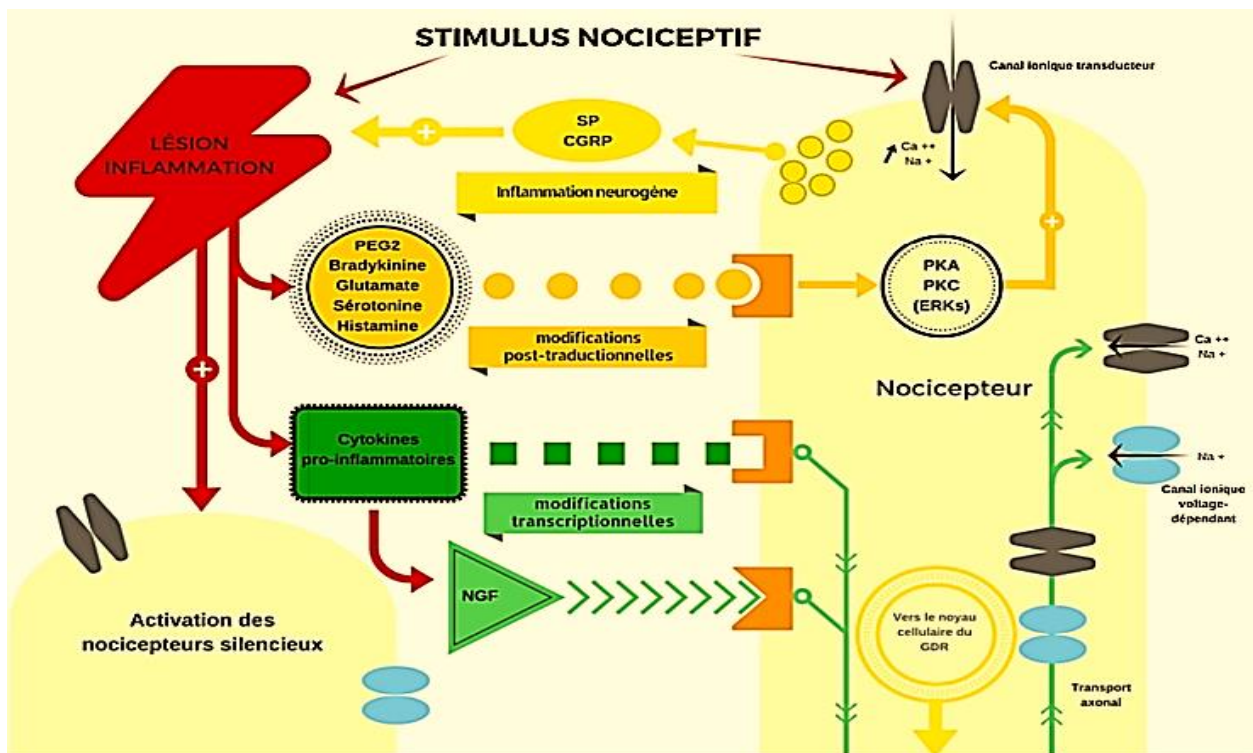 STIMULUS NOCICEPTIF
Canal ionique transducteur
LÉSION
INFLAMMATION
SP
CGRP
Ca ++
Na +
Inflammation neurogène
PEG2
Bradykinine
Glutamate
Sérotonine
Histamine
PKA
PKC
(ERKs)
modifications
post-traductionnelles
Nocicepteur
Ca ++
Na +
Cytokines
pro-inflammatoires
Na +
Canal ionique
voltage-
dépendant
modifications
transcriptionnelles
NGF
Activation des
nocicepteurs silencieux
Vers le noyau
cellulaire du
GDR
Transport
axonal